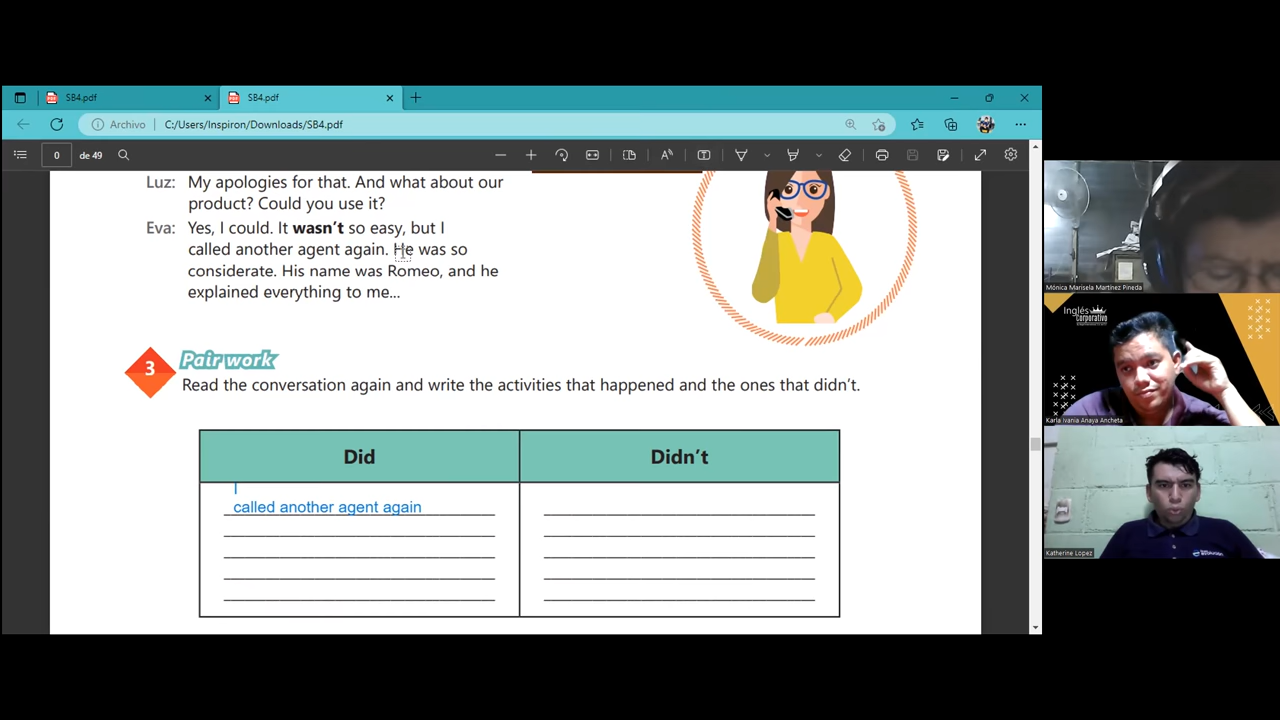 SB4.pdf
SB4.pdf
Archivo
C:/Users/Inspiron/Downloads/SB4.pdf
0
de 49
Luz: My apologies for that. And what about our
product? Could you use it?
Eva: Yes, I could. It wasn't so easy, but I
called another agent again. He was so
considerate. His name was Romeo, and he
explained everything to me...
3
Pair work
Read the conversation again and write the activities that happened and the ones that didn't.
Did
Didn't
I
called another agent again
Mónica Marisela Martínez Pineda
Inglés
Corporativo
Karla Ivania Anaya Ancheta
Katherine Lopez